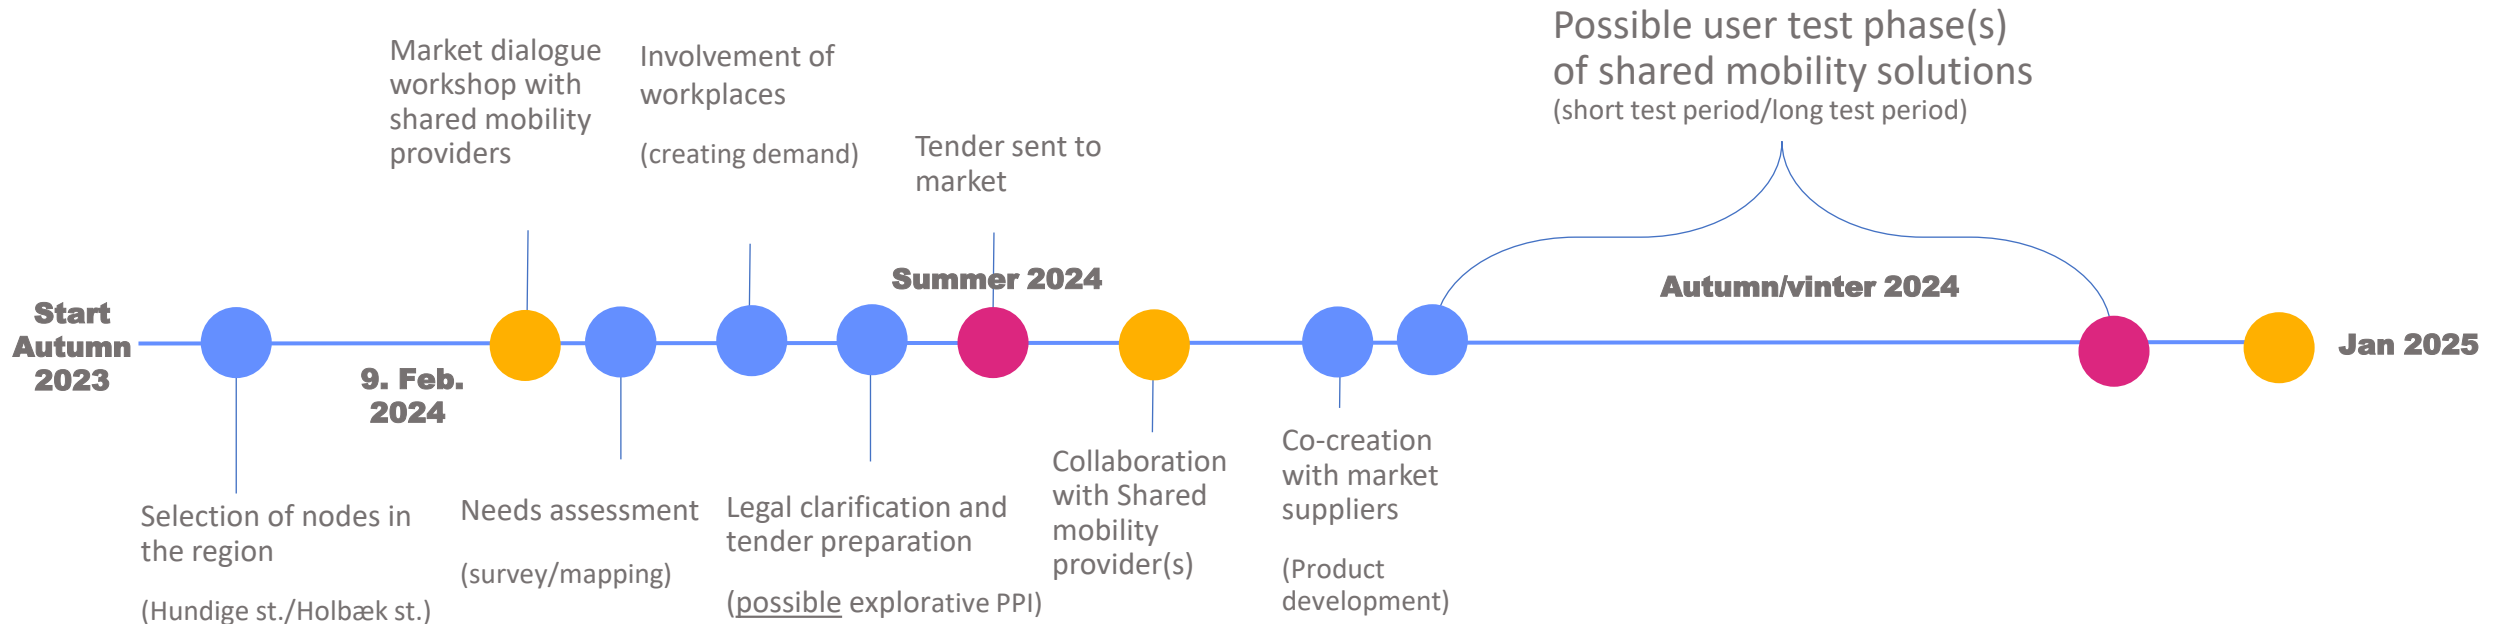 Market dialogue
workshop with
shared mobility
providers
Involvement of
workplaces
(creating demand)
Tender sent to
market
Possible user test phase(s)
of shared mobility solutions
(short test period/long test period)
Start
Autumn
2023
9. Feb.
2024
Summer 2024
Autumn/vinter 2024
Jan 2025
Selection of nodes in
the region
(Hundige st./Holbæk st.)
Needs assessment
(survey/mapping)
Legal clarification and
tender preparation
(possible explorative PPI)
Collaboration
with Shared
mobility
provider(s)
Co-creation
with market
suppliers
(Product
development)